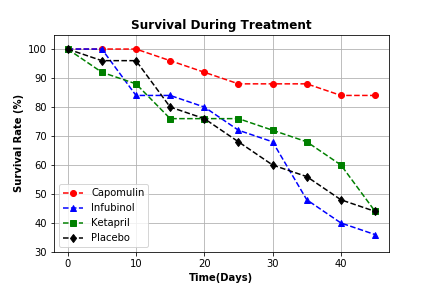 Survival During Treatment
100
90
80
70
60
50
40
30
Survival Rate (%)
Capomulin
Infubinol
Ketapril
Placebo
0 10 20 30 40
Time(Days)